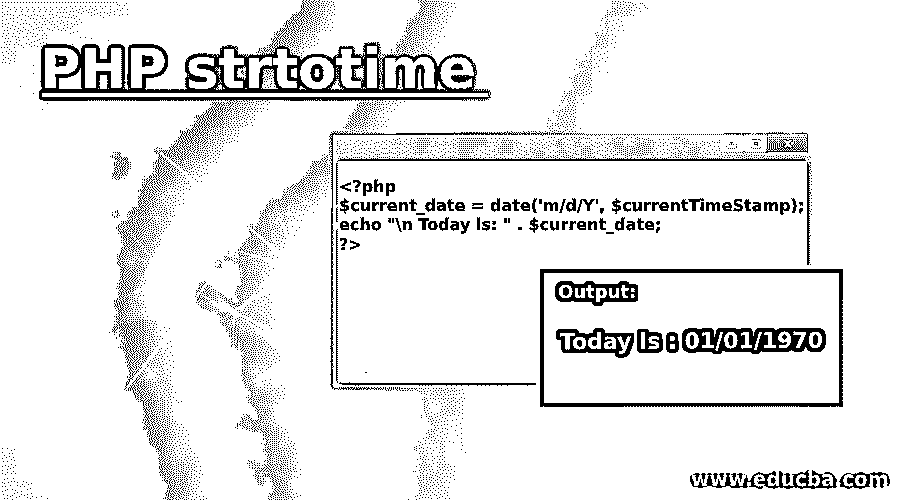 PHP strtotime
<?php
$current_date = date('m/d/Y', $currentTimeStamp);
echo "\n Today Is: " . $current_date;
?>
Output:
Today Is : 01/01/1970
www.educba.com